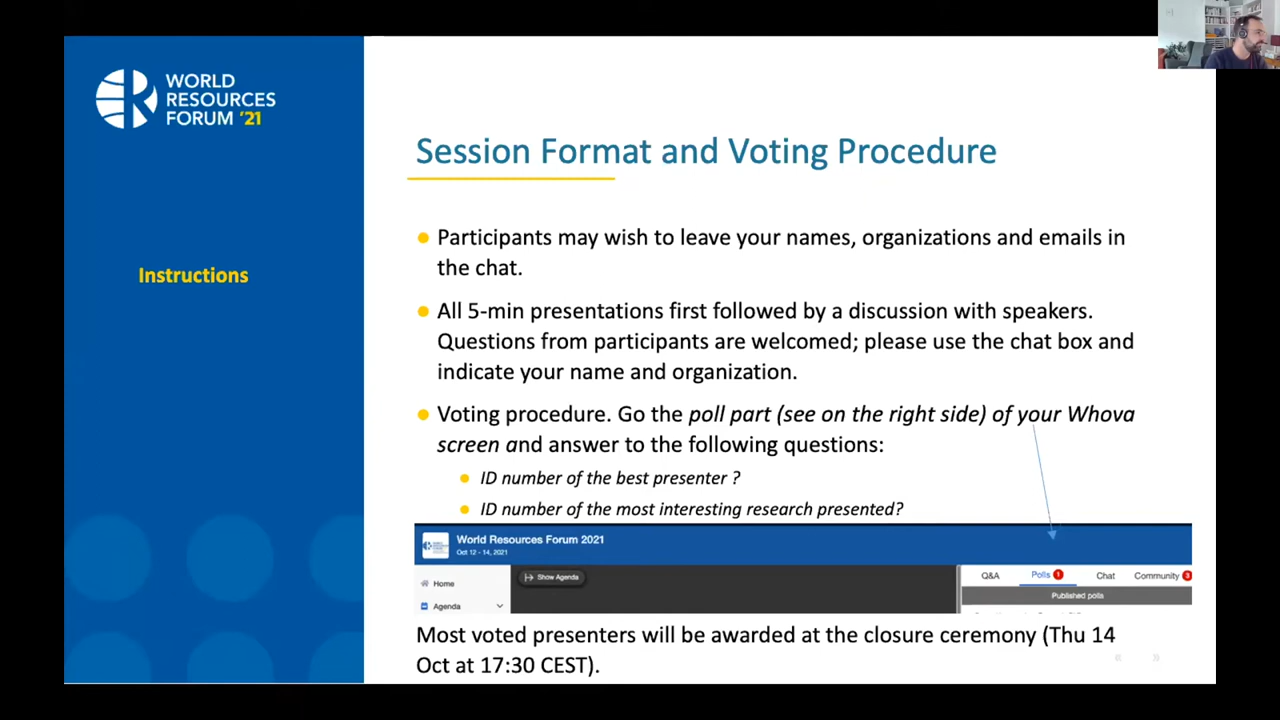 WORLD
RESOURCES
FORUM '21
Instructions
Session Format and Voting Procedure
Participants may wish to leave your names, organizations and emails in
the chat.
All 5-min presentations first followed by a discussion with speakers.
Questions from participants are welcomed; please use the chat box and
indicate your name and organization.
Voting procedure. Go the poll part (see on the right side) of your Whova
screen and answer to the following questions:
ID number of the best presenter ?
ID number of the most interesting research presented?
World Resources Forum 2021
Oct 12 - 14, 2021
Home
Show Agenda
Q&A Polls 1 Chat Community 3
Agenda
Published polls
Most voted presenters will be awarded at the closure ceremony (Thu 14
Oct at 17:30 CEST).